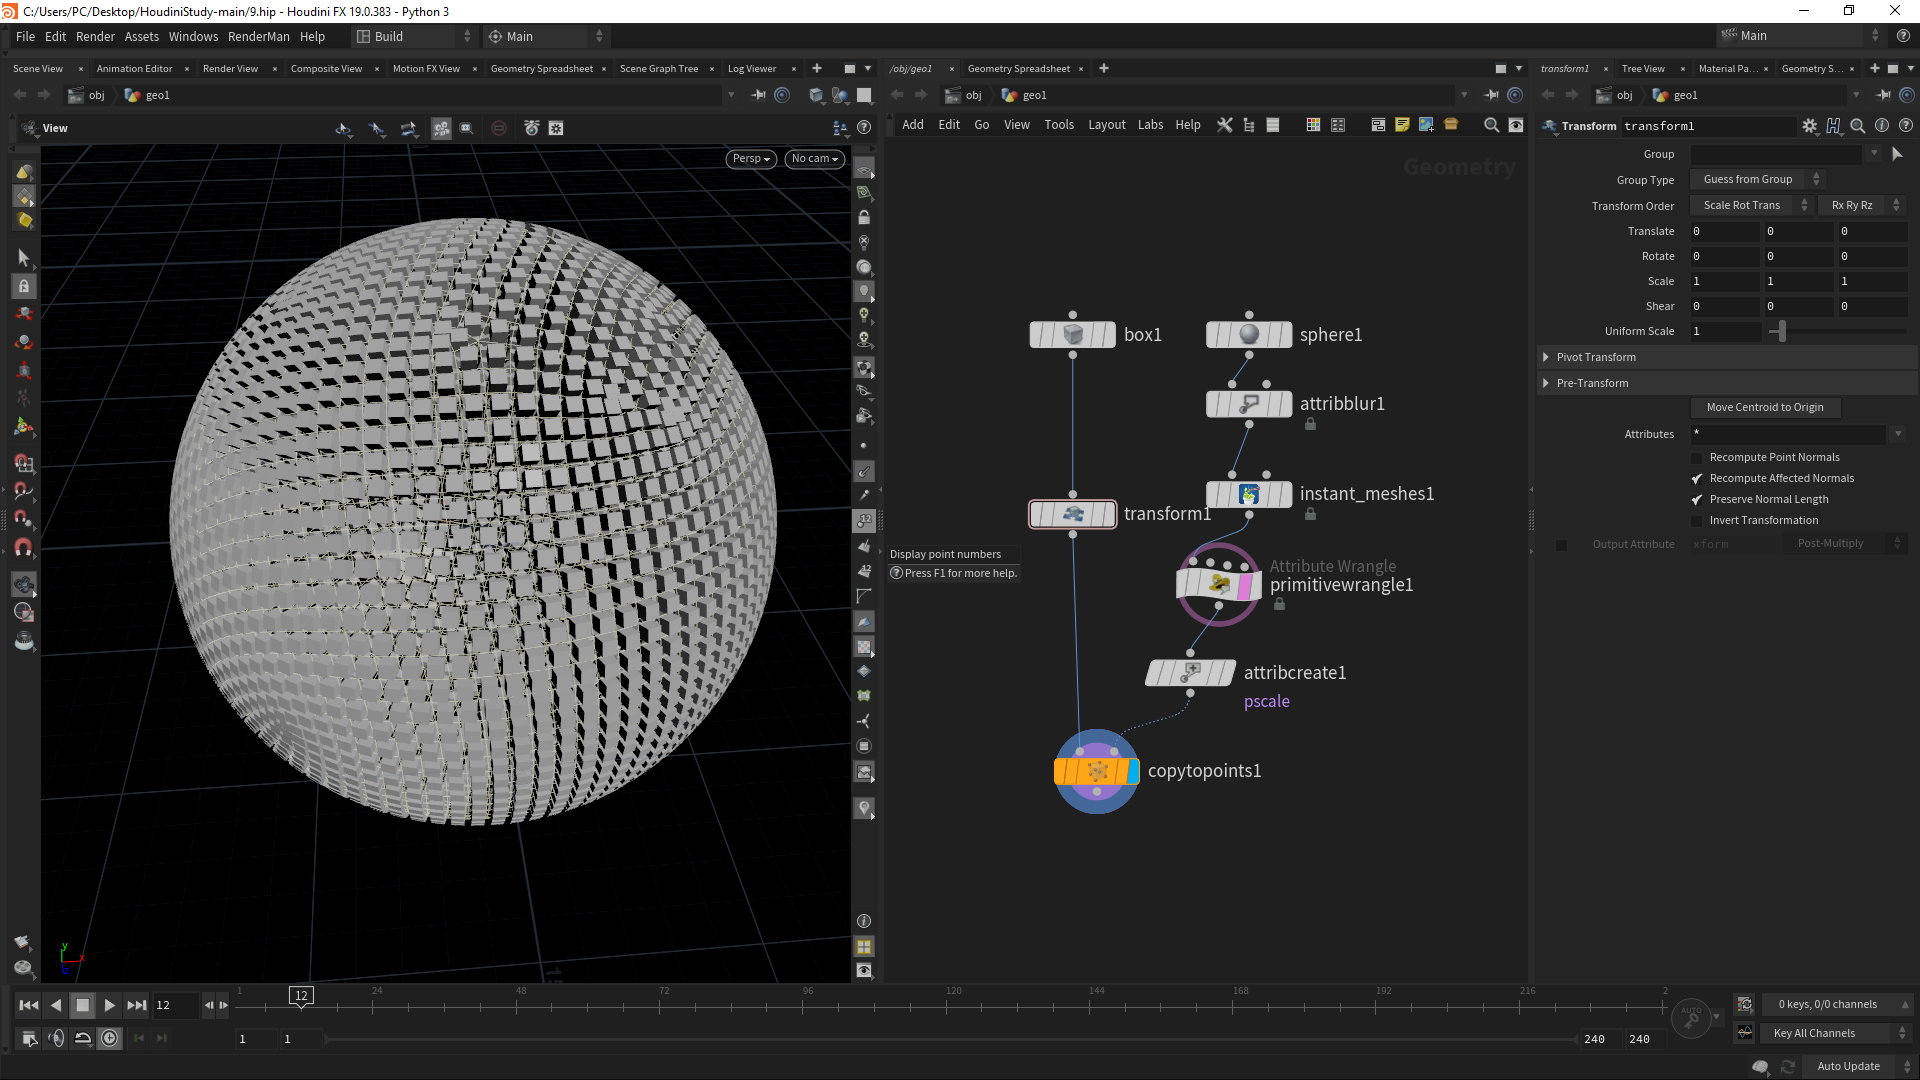 C:/Users/PC/Desktop/HoudiniStudy-main/9.hip - Houdini FX 19.0.383 - Python 3
File Edit Render Assets Windows RenderMan Help Build Main Main
Scene View Animation Editor Render View Composite View Motion FX View Geometry Spreadsheet Scene Graph Tree Log Viewer
/obj/geo1 Geometry Spreadsheet
transform1 Tree View Material Pa... Geometry S...
obj geo1
obj geo1
obj geo1
View
Persp No cam
Add Edit Go View Tools Layout Labs Help
Geometry
box1
sphere1
attribblur1
instant_meshes1
transform1
Display point numbers
Press F1 for more help.
Attribute Wrangle
primitivewrangle1
attribcreate1
pscale
copytopoints1
Transform transform1
Group
Group Type Guess from Group
Transform Order Scale Rot Trans Rx Ry Rz
Translate 0 0 0
Rotate 0 0 0
Scale 1 1 1
Shear 0 0 0
Uniform Scale 1
Pivot Transform
Pre-Transform
Move Centroid to Origin
Attributes *
Recompute Point Normals
Recompute Affected Normals
Preserve Normal Length
Invert Transformation
Output Attribute xform Post-Multiply
y
x
12 1 12 24 48 72 96 120 144 168 192 216 2
1 1 240 240
AUTO
0 keys, 0/0 channels
Key All Channels
Auto Update